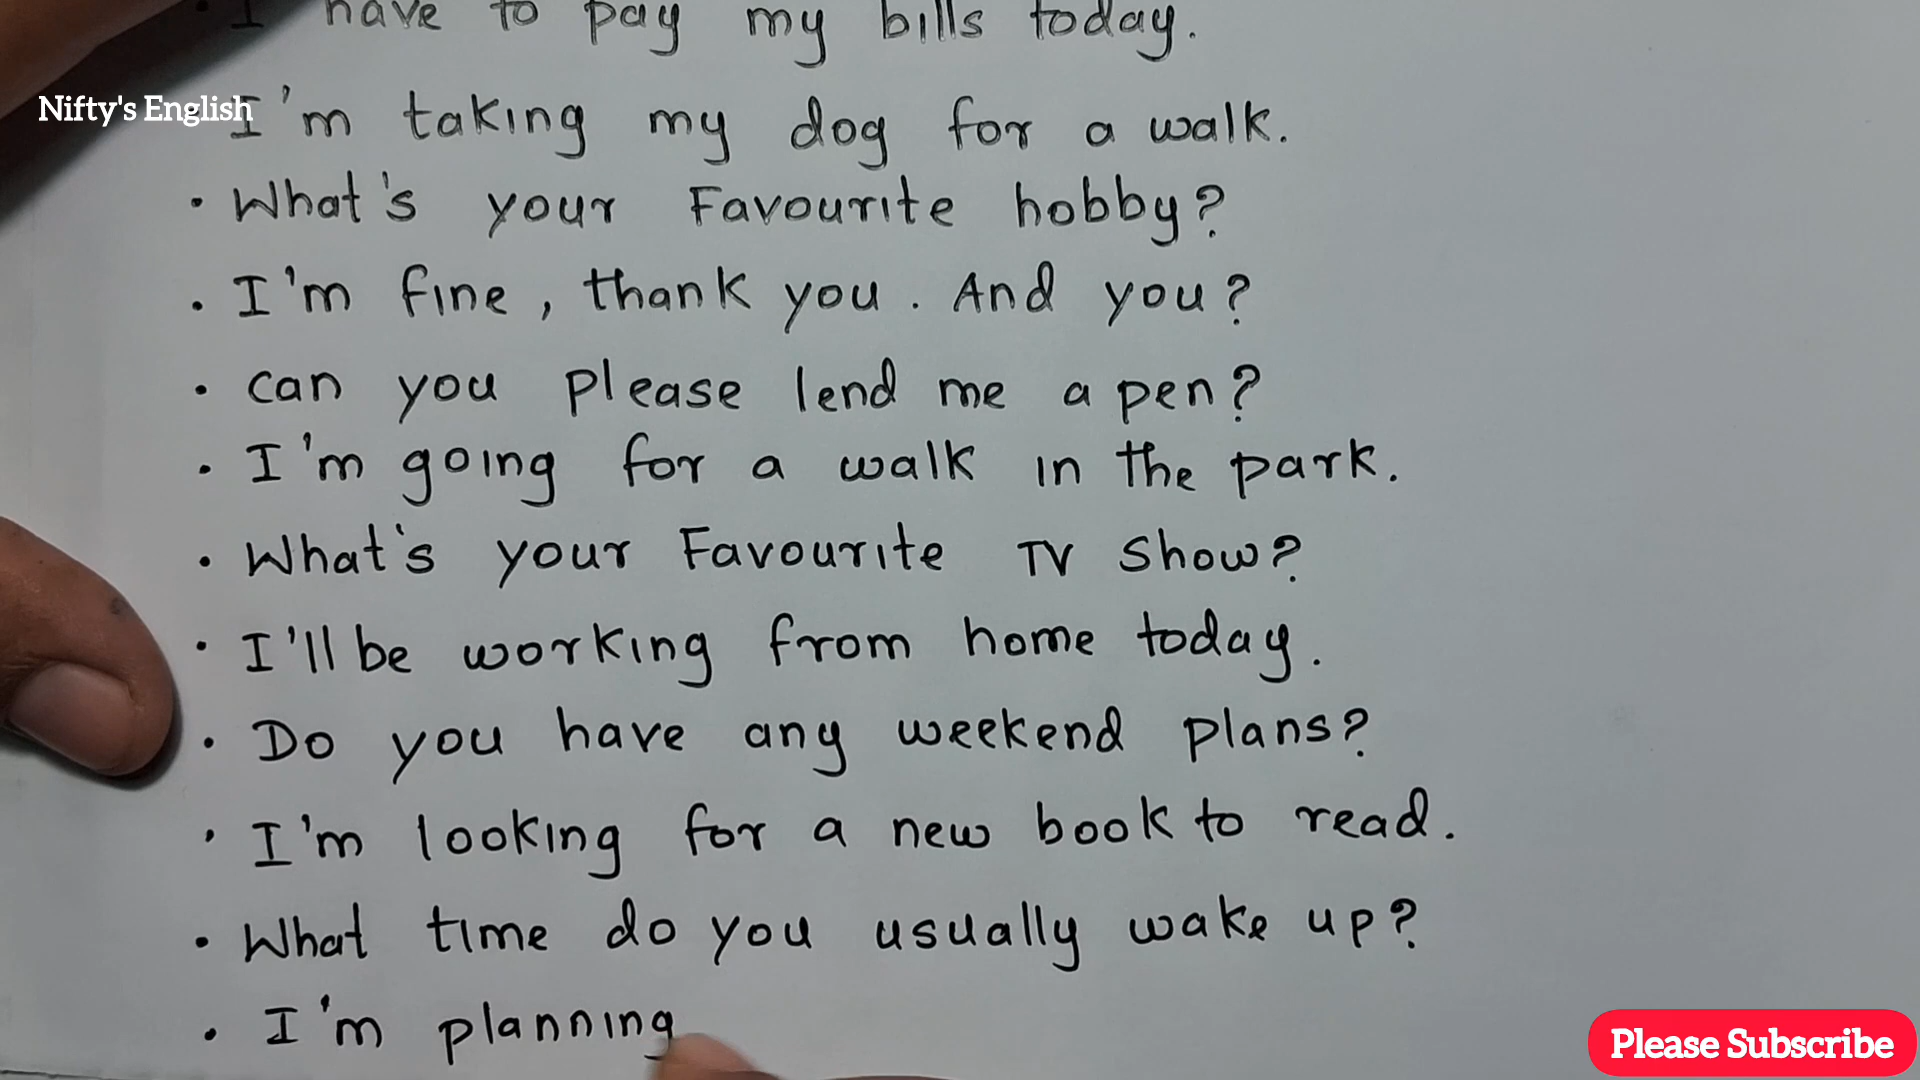 I have to pay my bills today.
Nifty's English
I'm taking my dog for a walk.
• What's your Favourite hobby?
• I'm fine, thank you. And you?
• can you please lend me a pen?
• I'm going for a walk in the park.
• What's your Favourite TV Show?
• I'll be working from home today.
• Do you have any weekend plans?
• I'm looking for a new book to read.
• What time do you usually wake up?
• I'm planning
Please Subscribe